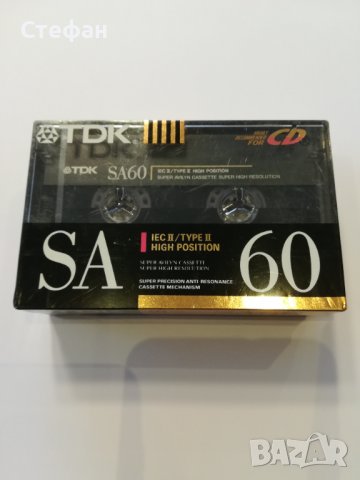 Стефан
TDK
HIGHLY RECOMMENDED FOR CD
TDK SA60 IEC II/TYPE II HIGH POSITION
SUPER AVILYN CASSETTE SUPER HIGH RESOLUTION
SA 60
IEC II/TYPE II
HIGH POSITION
SUPER AVILYN CASSETTE
SUPER HIGH RESOLUTION
SUPER PRECISION ANTI-RESONANCE
CASSETTE MECHANISM
BAZAR